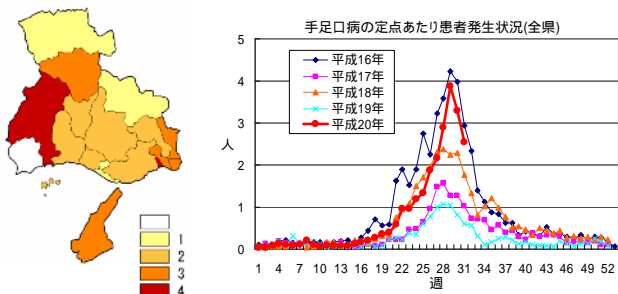 手足口病の定点あたり患者発生状況(全県)
5
4
3
2
1
0
人
平成16年
平成17年
平成18年
平成19年
平成20年
1 4 7 10 13 16 19 22 25 28 31 34 37 40 43 46 49 52
週
1
2
3
4